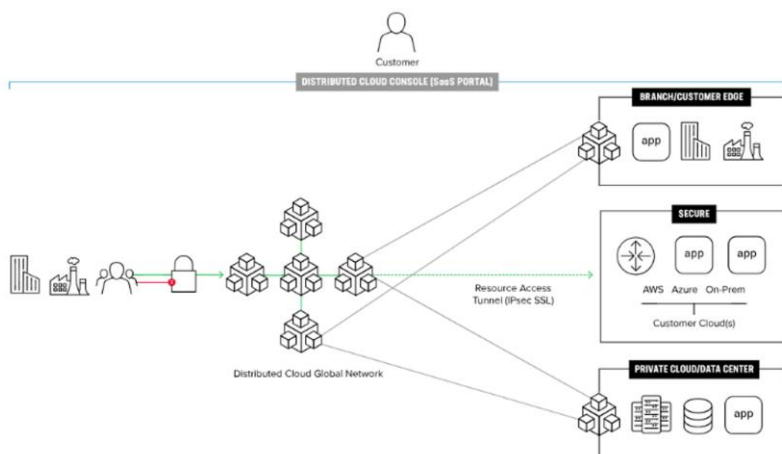 Customer
DISTRIBUTED CLOUD CONSOLE (SaaS PORTAL)
BRANCH/CUSTOMER EDGE
app
SECURE
app app
AWS Azure On-Prem
Customer Cloud(s)
Resource Access
Tunnel (IPsec SSL)
Distributed Cloud Global Network
PRIVATE CLOUD/DATA CENTER
app